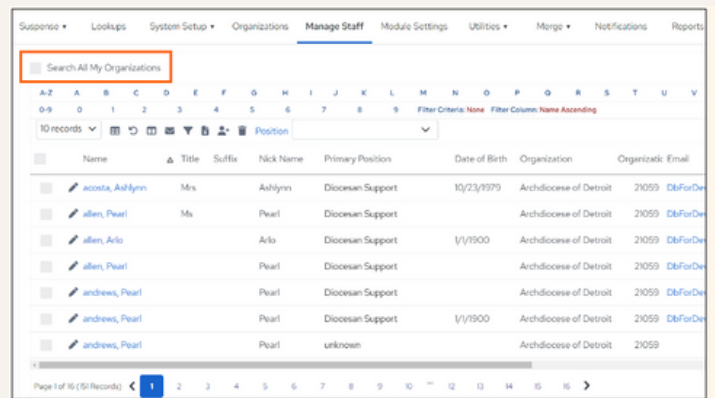 Suspense Lookups System Setup Organizations Manage Staff Module Settings Utilities Merge Notifications Reports
Search All My Organizations
A-Z A B C D E F G H I J K L M N O P Q R S T U V
0-9 0 1 2 3 4 5 6 7 8 9 Filter Criteria: None Filter Column: Name Ascending
10 records Position
Name Title Suffix Nick Name Primary Position Date of Birth Organization Organizatic Email
acosta, Ashlynn Mrs Ashlynn Diocesan Support 10/23/1979 Archdiocese of Detroit 21059 DbForDev
allen, Pearl Ms Pearl Diocesan Support Archdiocese of Detroit 21059 DbForDev
allen, Arlo Arlo Diocesan Support 1/1/1900 Archdiocese of Detroit 21059 DbForDev
allen, Pearl Pearl Diocesan Support Archdiocese of Detroit 21059 DbForDev
andrews, Pearl Pearl Diocesan Support Archdiocese of Detroit 21059 DbForDev
andrews, Pearl Pearl Diocesan Support 1/1/1900 Archdiocese of Detroit 21059 DbForDev
andrews, Pearl Pearl unknown Archdiocese of Detroit 21059
Page 1 of 16 (151 Records) 1 2 3 4 5 6 7 8 9 10 ... 12 13 14 15 16